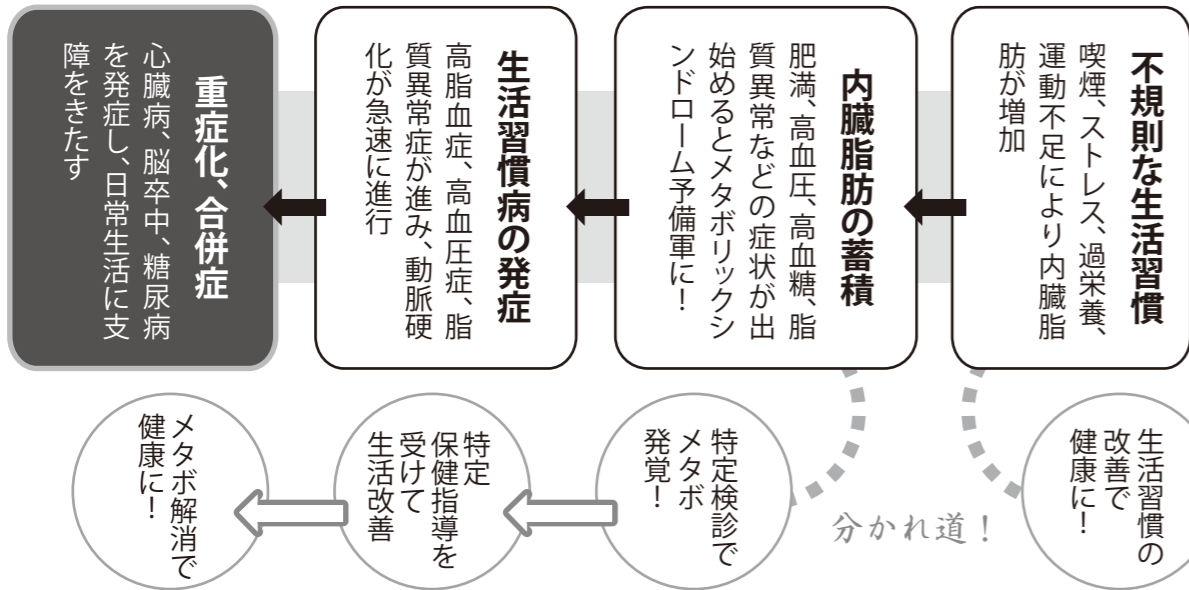 不規則な生活習慣
喫煙、ストレス、過栄養、
運動不足により内臓脂
肪が増加
内臓脂肪の蓄積
肥満、高血圧、高血糖、脂
質異常などの症状が出
始めるとメタボリックシ
ンドローム予備軍に！
生活習慣病の発症
高脂血症、高血圧症、脂
質異常症が進み、動脈硬
化が急速に進行
重症化、合併症
心臓病、脳卒中、糖尿病
を発症し、日常生活に支
障をきたす
生活習慣の
改善で
健康に！
分かれ道！
特定検診で
メタボ
発覚！
特定
保健指導を
受けて
生活改善
メタボ解消で
健康に！